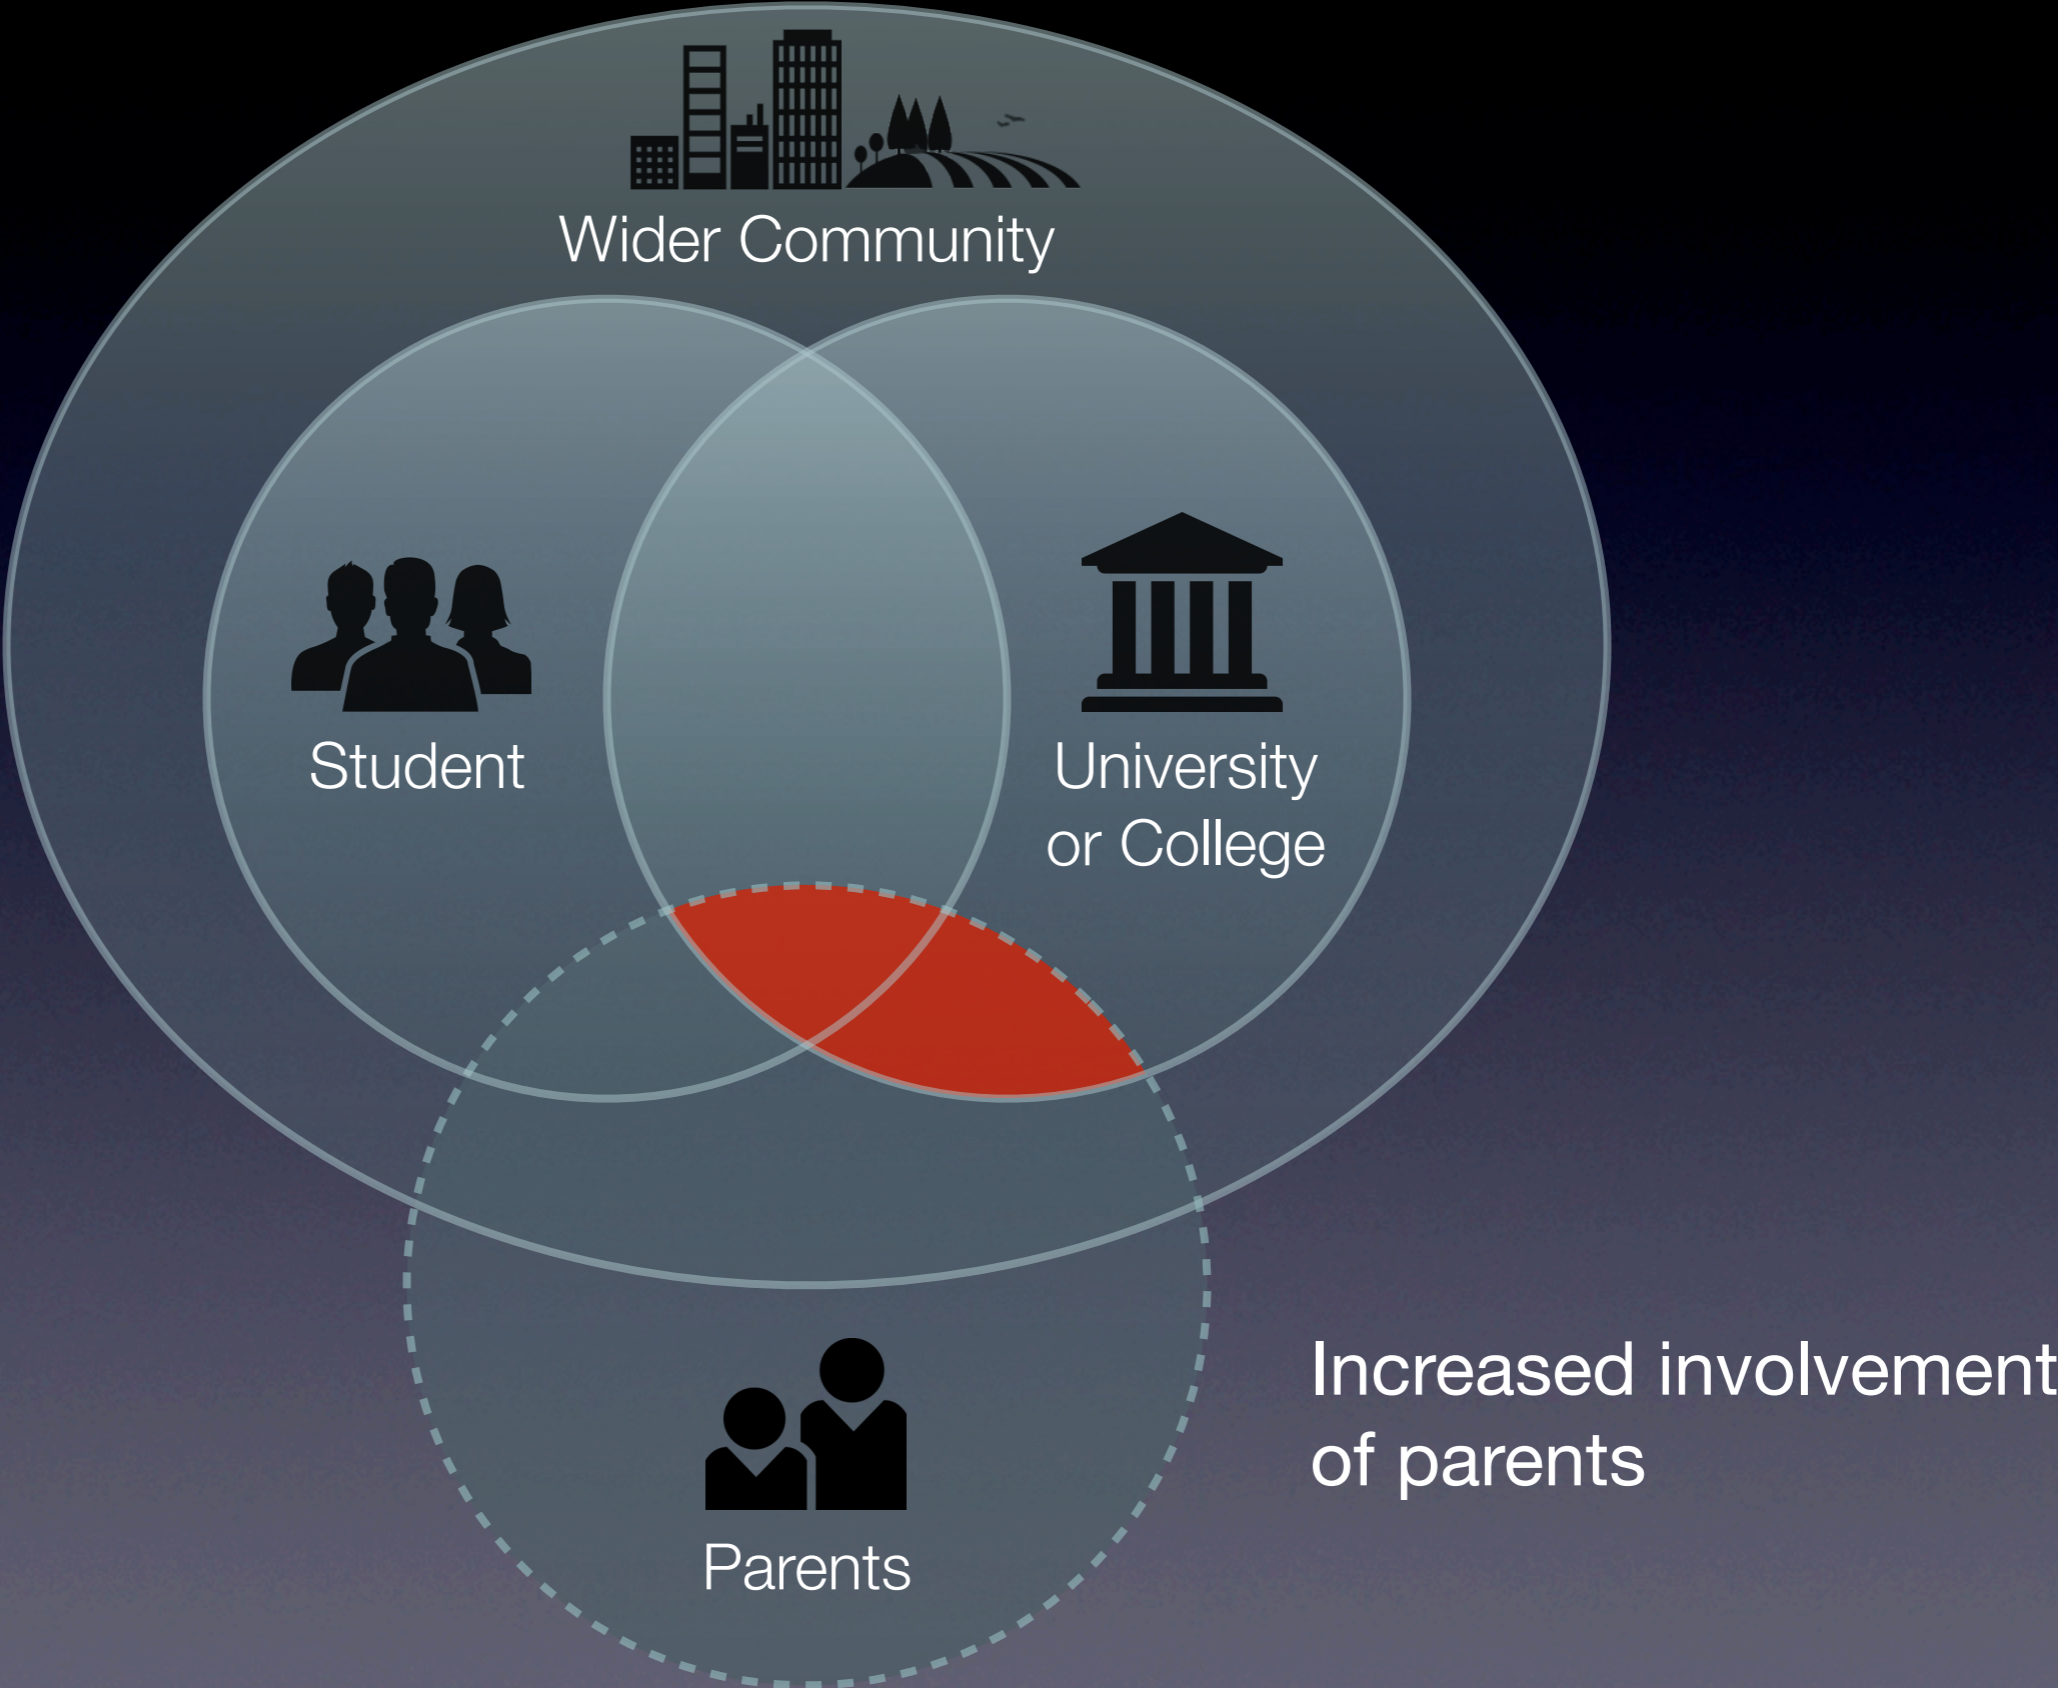 Wider Community
Student
University
or College
Increased involvement
of parents
Parents